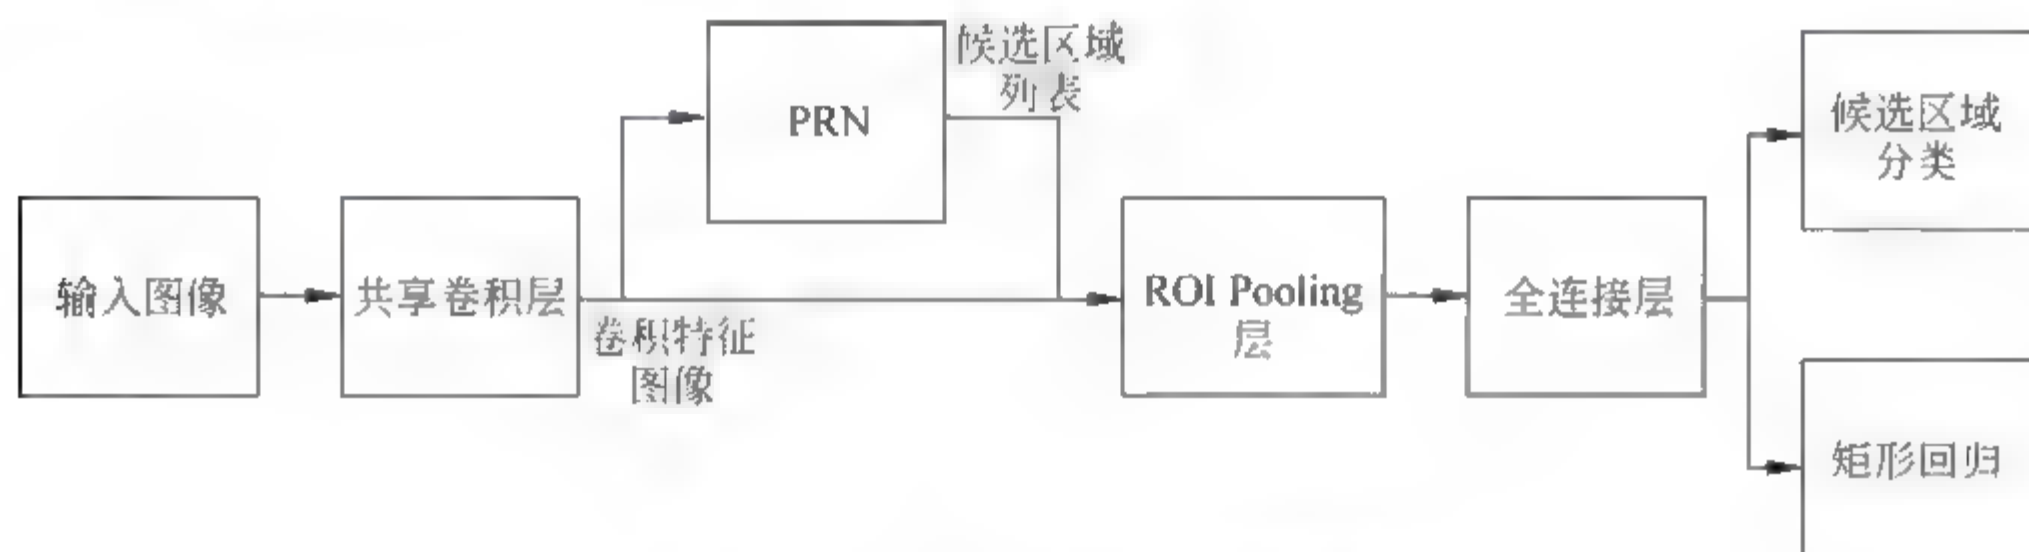 输入图像
共享卷积层
卷积特征
图像
PRN
候选区域
列表
ROI Pooling
层
全连接层
候选区域
分类
矩形回归